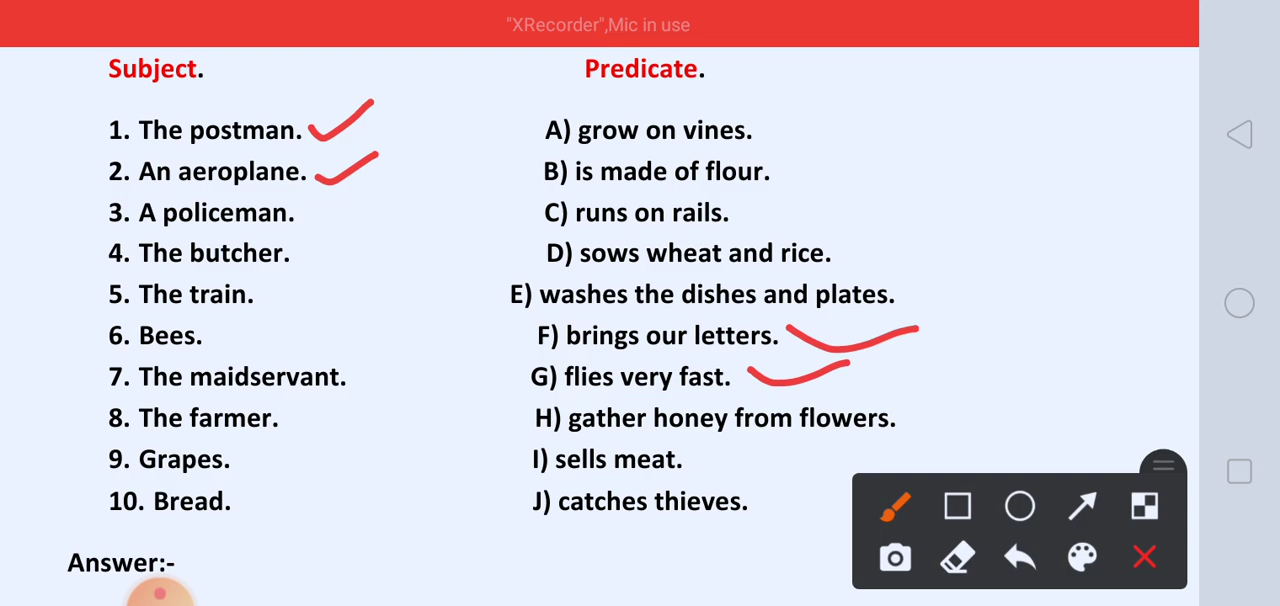 "XRecorder",Mic in use
Subject. Predicate.
1. The postman. A) grow on vines.
2. An aeroplane. B) is made of flour.
3. A policeman. C) runs on rails.
4. The butcher. D) sows wheat and rice.
5. The train. E) washes the dishes and plates.
6. Bees. F) brings our letters.
7. The maidservant. G) flies very fast.
8. The farmer. H) gather honey from flowers.
9. Grapes. I) sells meat.
10. Bread. J) catches thieves.
Answer:-